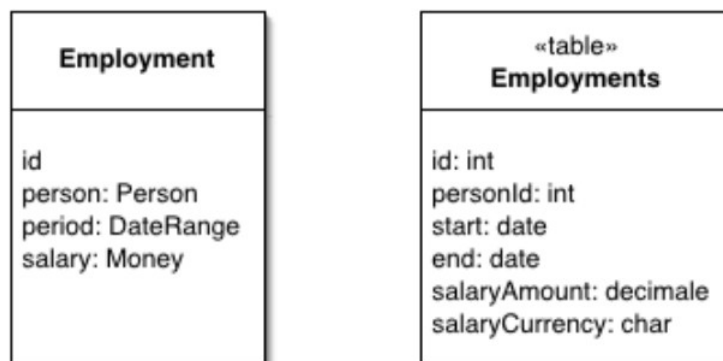 Employment
id
person: Person
period: DateRange
salary: Money
«table»
Employments
id: int
personId: int
start: date
end: date
salaryAmount: decimale
salaryCurrency: char